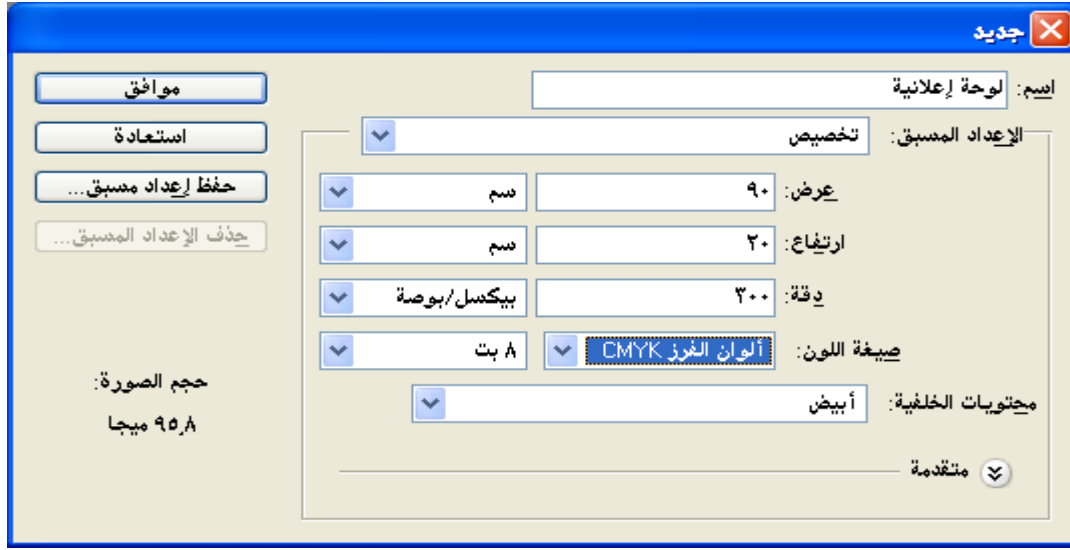 جديد
اسم: لوحة إعلانية
الإعداد المسبق: تخصيص
عرض: ٩٠ سم
ارتفاع: ٢٠ سم
دقة: ٣٠٠ بيكسل/بوصة
صيغة اللون: ألوان الفرز CMYK ٨ بت
محتويات الخلفية: أبيض
متقدمة
موافق
استعادة
حفظ إعداد مسبق...
حذف الإعداد المسبق...
حجم الصورة:
٩٥٫٨ ميجا